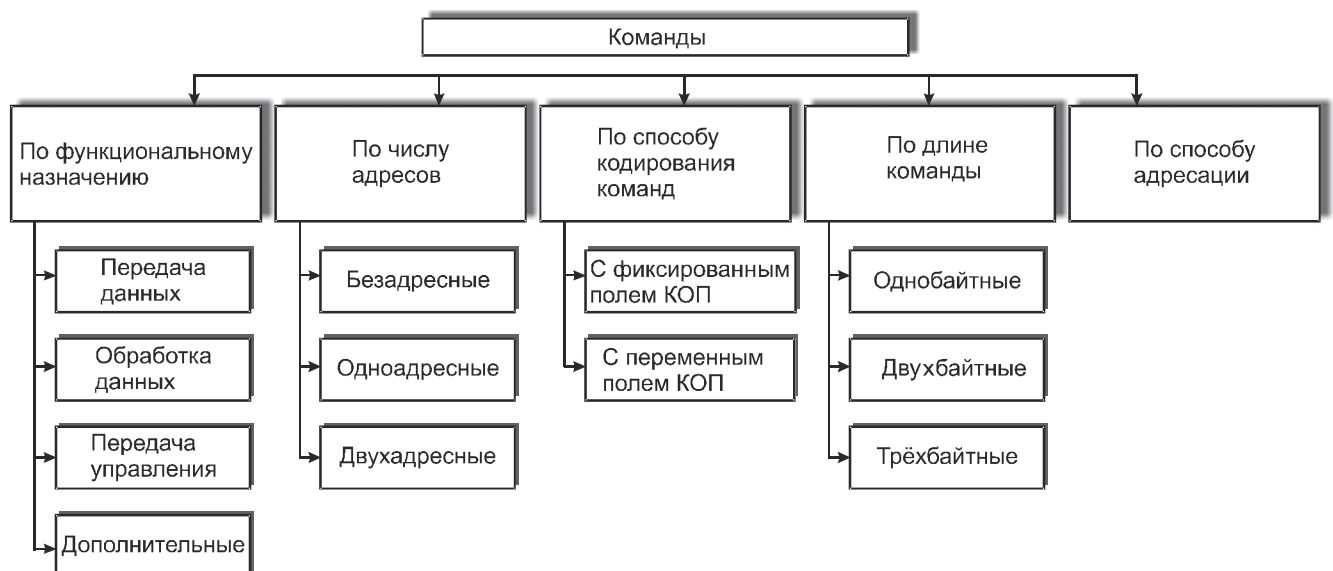 Команды
По функциональному
назначению
По числу
адресов
По способу
кодирования
команд
По длине
команды
По способу
адресации
Передача
данных
Безадресные
С фиксированным
полем КОП
Однобайтные
Обработка
данных
Одноадресные
С переменным
полем КОП
Двухбайтные
Передача
управления
Двухадресные
Трёхбайтные
Дополнительные